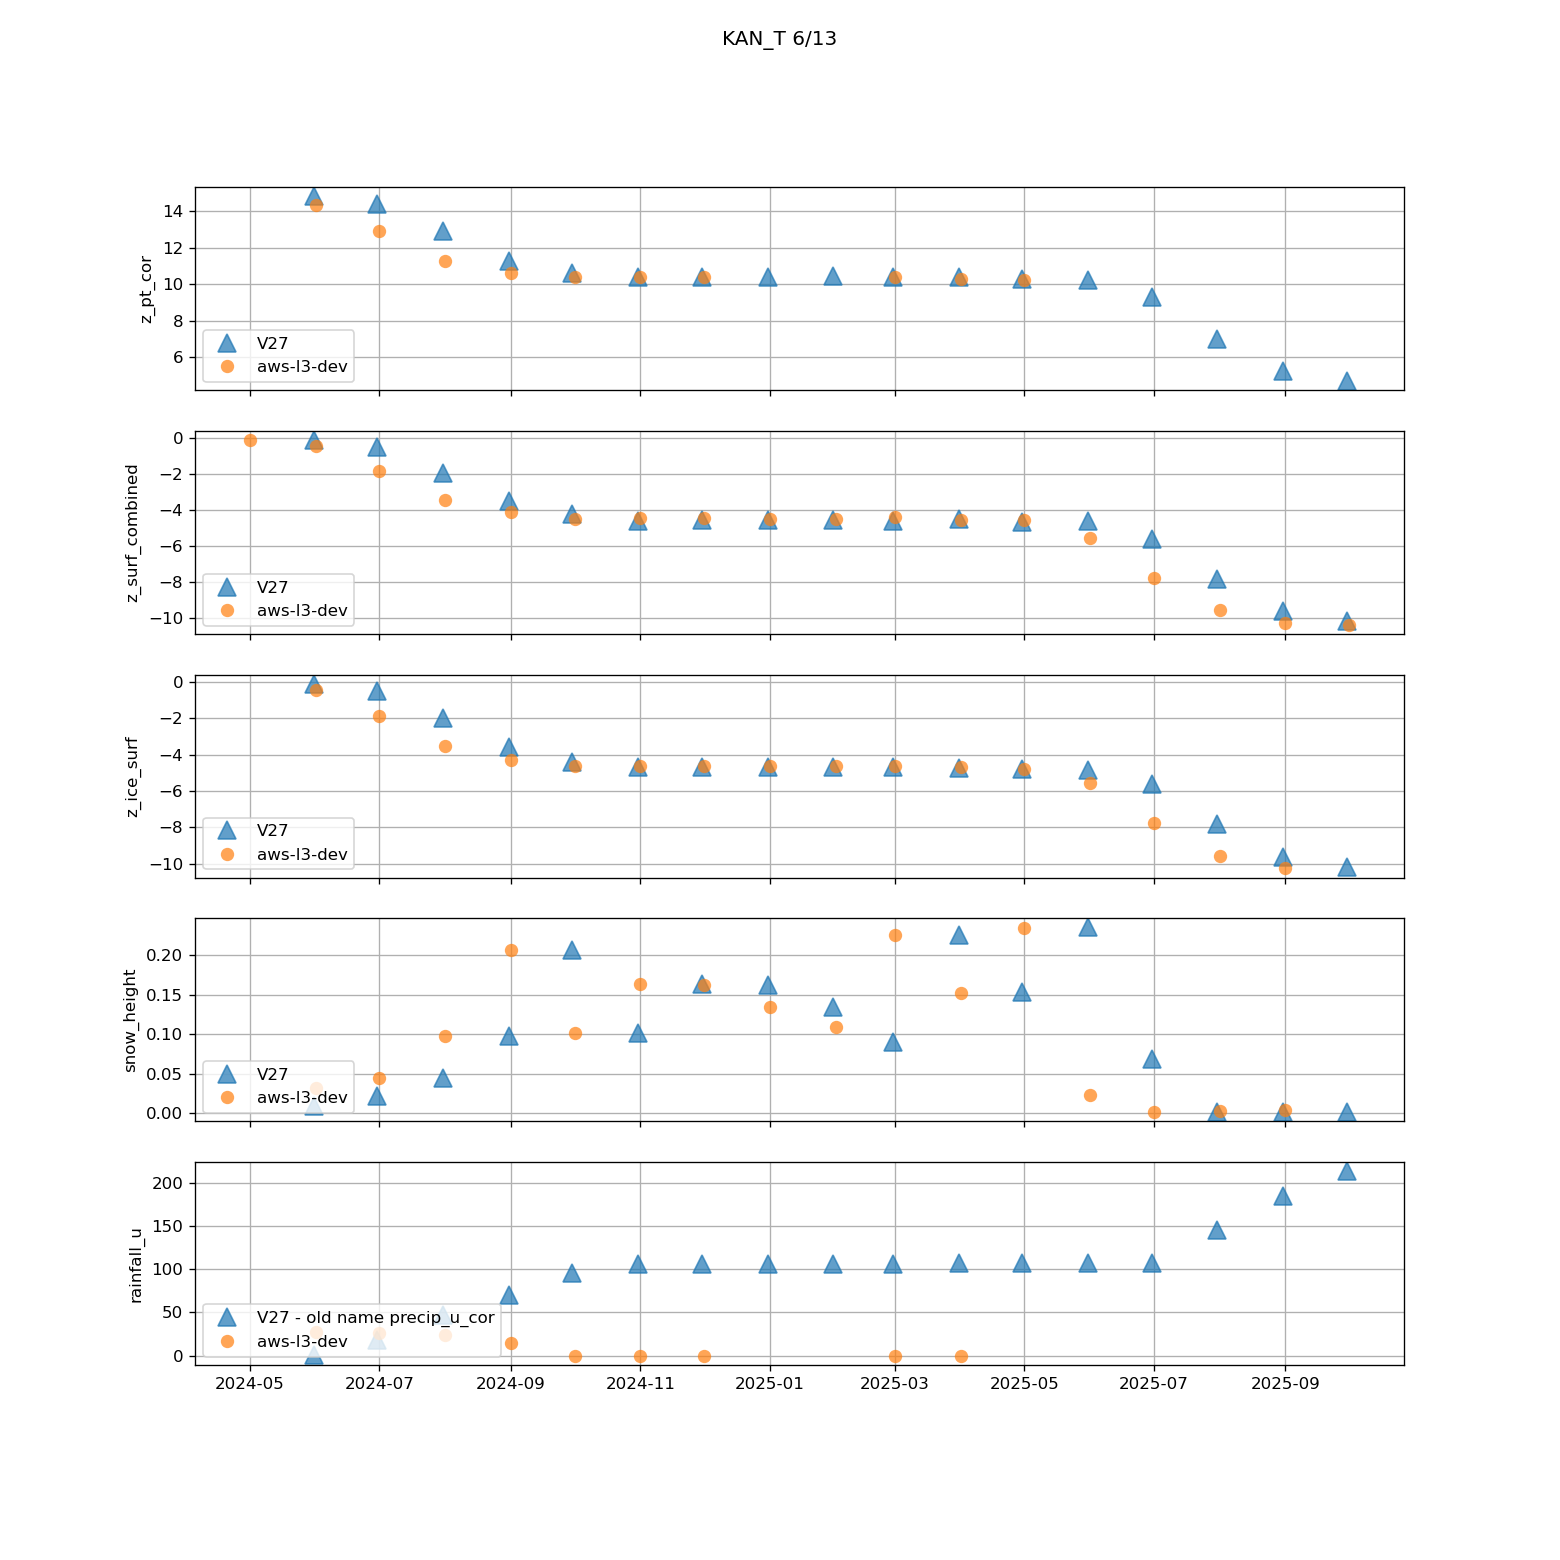 KAN_T 6/13
z_pt_cor
14
12
10
8
6
V27
aws-l3-dev
z_surf_combined
0
−2
−4
−6
−8
−10
V27
aws-l3-dev
z_ice_surf
0
−2
−4
−6
−8
−10
V27
aws-l3-dev
snow_height
0.20
0.15
0.10
0.05
0.00
V27
aws-l3-dev
rainfall_u
200
150
100
50
0
V27 - old name precip_u_cor
aws-l3-dev
2024-05 2024-07 2024-09 2024-11 2025-01 2025-03 2025-05 2025-07 2025-09